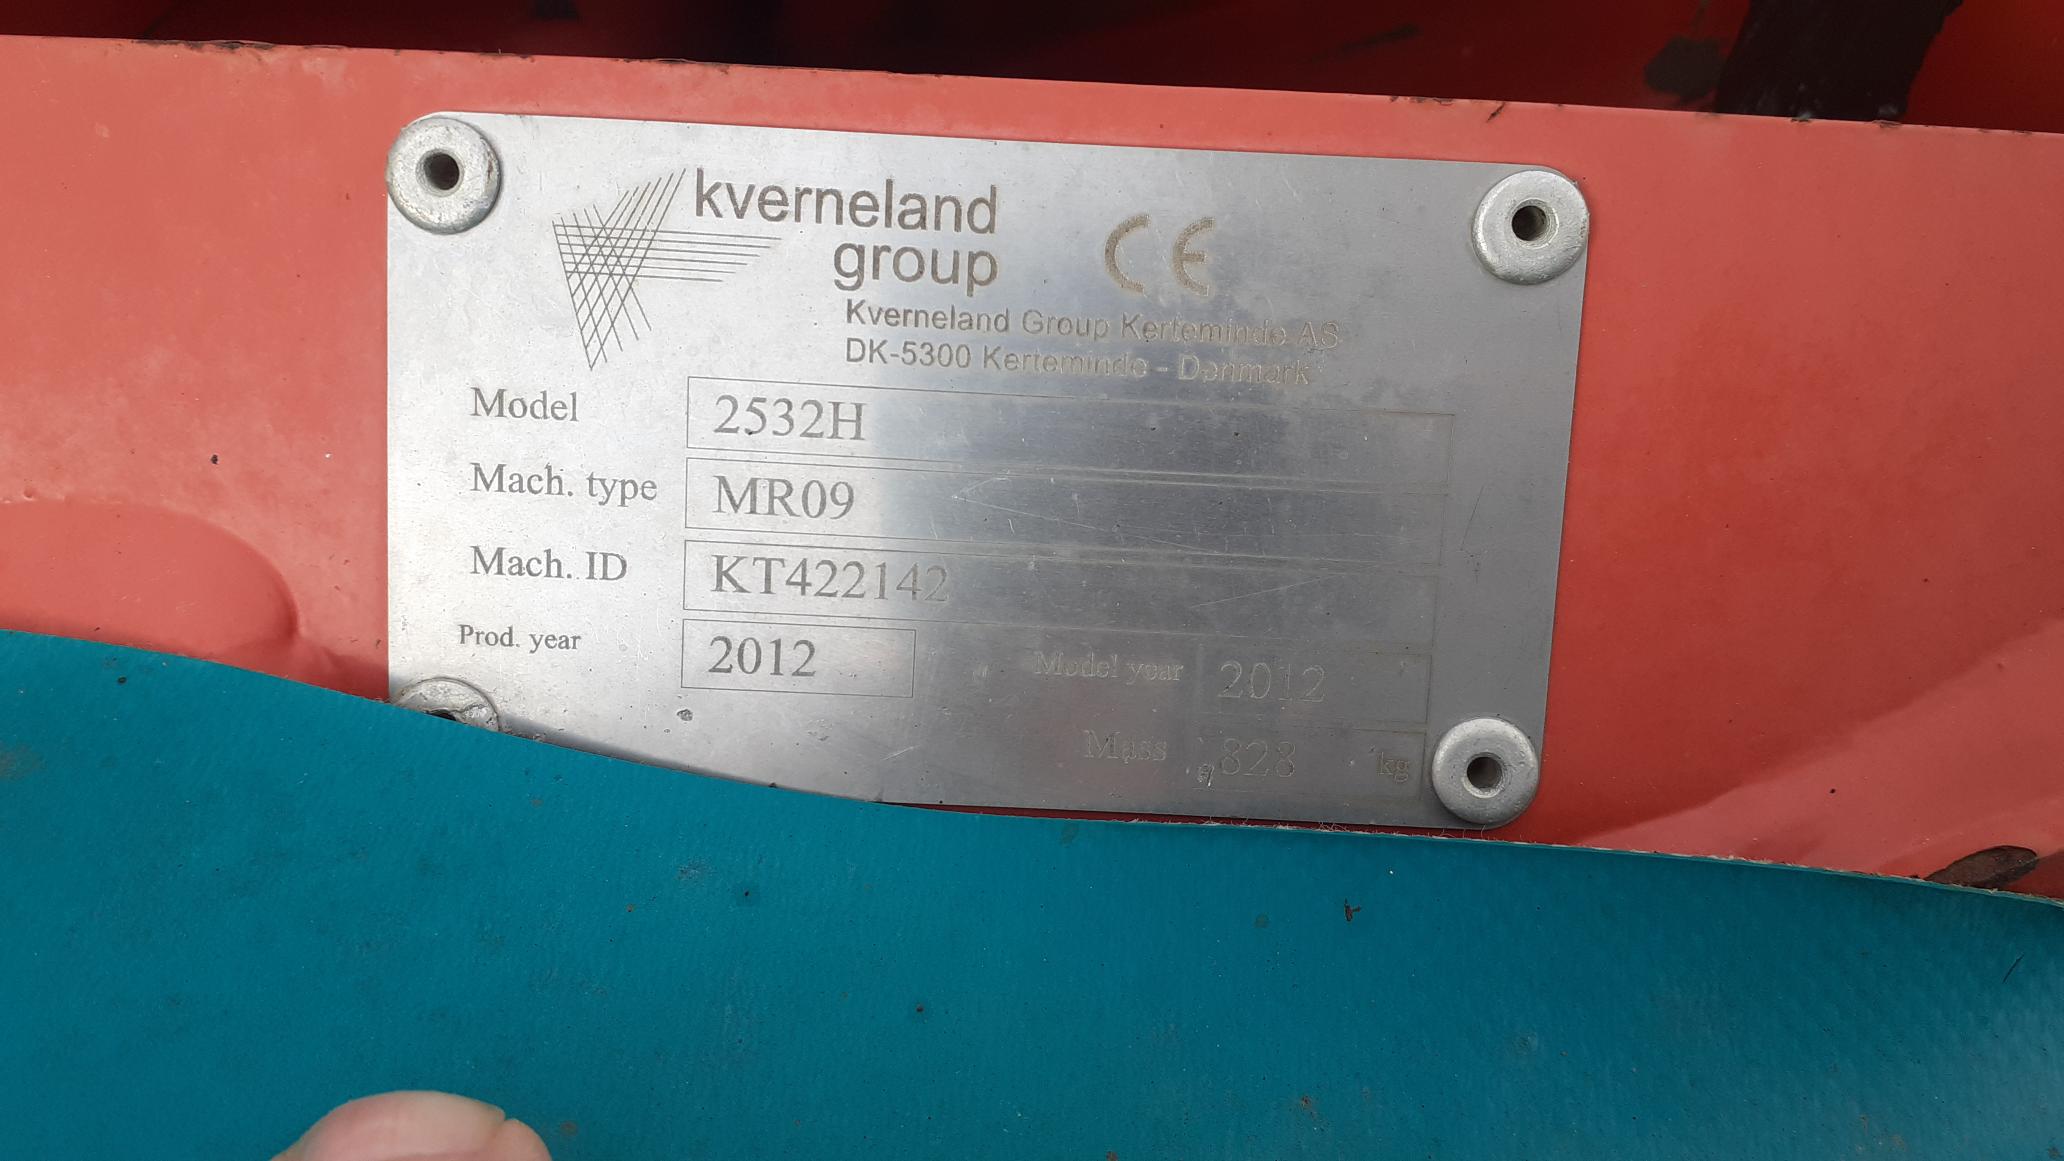 kverneland
group
CE
Kverneland Group Kerteminde AS
DK-5300 Kerteminde - Denmark
Model 2532H
Mach. type MR09
Mach. ID KT422142
Prod. year 2012 Model year 2012
Mass 828 kg